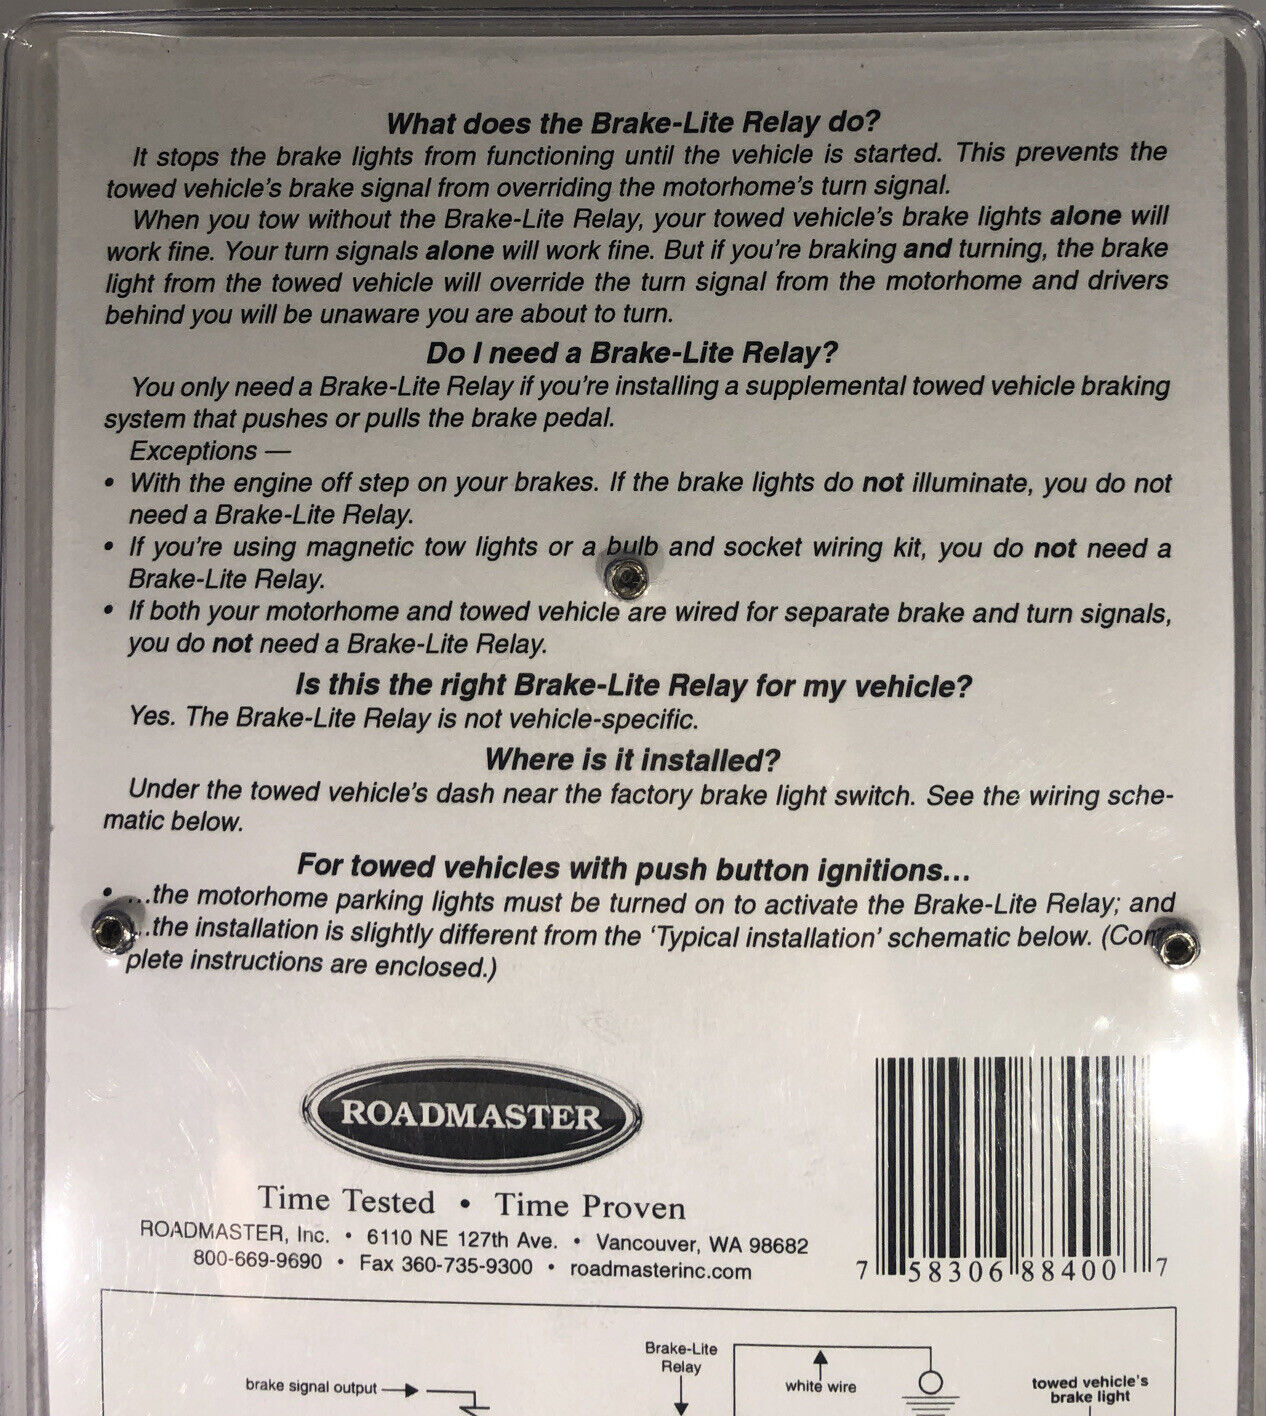 What does the Brake-Lite Relay do?
It stops the brake lights from functioning until the vehicle is started. This prevents the
towed vehicle's brake signal from overriding the motorhome's turn signal.
When you tow without the Brake-Lite Relay, your towed vehicle's brake lights alone will
work fine. Your turn signals alone will work fine. But if you're braking and turning, the brake
light from the towed vehicle will override the turn signal from the motorhome and drivers
behind you will be unaware you are about to turn.
Do I need a Brake-Lite Relay?
You only need a Brake-Lite Relay if you're installing a supplemental towed vehicle braking
system that pushes or pulls the brake pedal.
Exceptions —
• With the engine off step on your brakes. If the brake lights do not illuminate, you do not
need a Brake-Lite Relay.
• If you're using magnetic tow lights or a bulb and socket wiring kit, you do not need a
Brake-Lite Relay.
• If both your motorhome and towed vehicle are wired for separate brake and turn signals,
you do not need a Brake-Lite Relay.
Is this the right Brake-Lite Relay for my vehicle?
Yes. The Brake-Lite Relay is not vehicle-specific.
Where is it installed?
Under the towed vehicle's dash near the factory brake light switch. See the wiring sche-
matic below.
For towed vehicles with push button ignitions...
• ...the motorhome parking lights must be turned on to activate the Brake-Lite Relay; and
...the installation is slightly different from the 'Typical installation' schematic below. (Com-
plete instructions are enclosed.)
ROADMASTER
Time Tested • Time Proven
ROADMASTER, Inc. • 6110 NE 127th Ave. • Vancouver, WA 98682
800-669-9690 • Fax 360-735-9300 • roadmasterinc.com
7 58306 88400 7
Brake-Lite
Relay
brake signal output
white wire
towed vehicle's
brake light